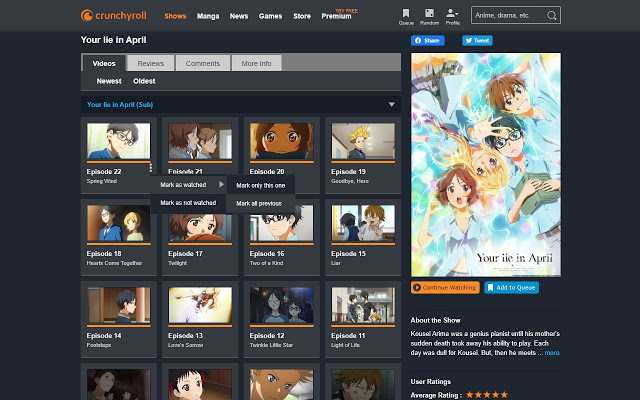 crunchyroll
Shows
Manga
News
Games
Store
TRY FREE
Premium
Queue
Random
Profile
Anime, drama, etc.
Your lie in April
Share
Tweet
Videos
Reviews
Comments
More Info
Newest
Oldest
Your lie in April (Sub)
Episode 22
Spring Wind
Episode 21
Episode 20
Episode 19
Goodbye, Hero
Mark as watched
Mark only this one
Mark as not watched
Mark all previous
Episode 18
Hearts Come Together
Episode 17
Twilight
Episode 16
Two of a Kind
Episode 15
Liar
Your lie in April
Episode 14
Footsteps
Episode 13
Love's Sorrow
Episode 12
Twinkle Little Star
Episode 11
Light of Life
Continue Watching
Add to Queue
About the Show
Kousei Arima was a genius pianist until his mother's
sudden death took away his ability to play. Each
day was dull for Kousei. But, then he meets ... more
User Ratings
Average Rating :